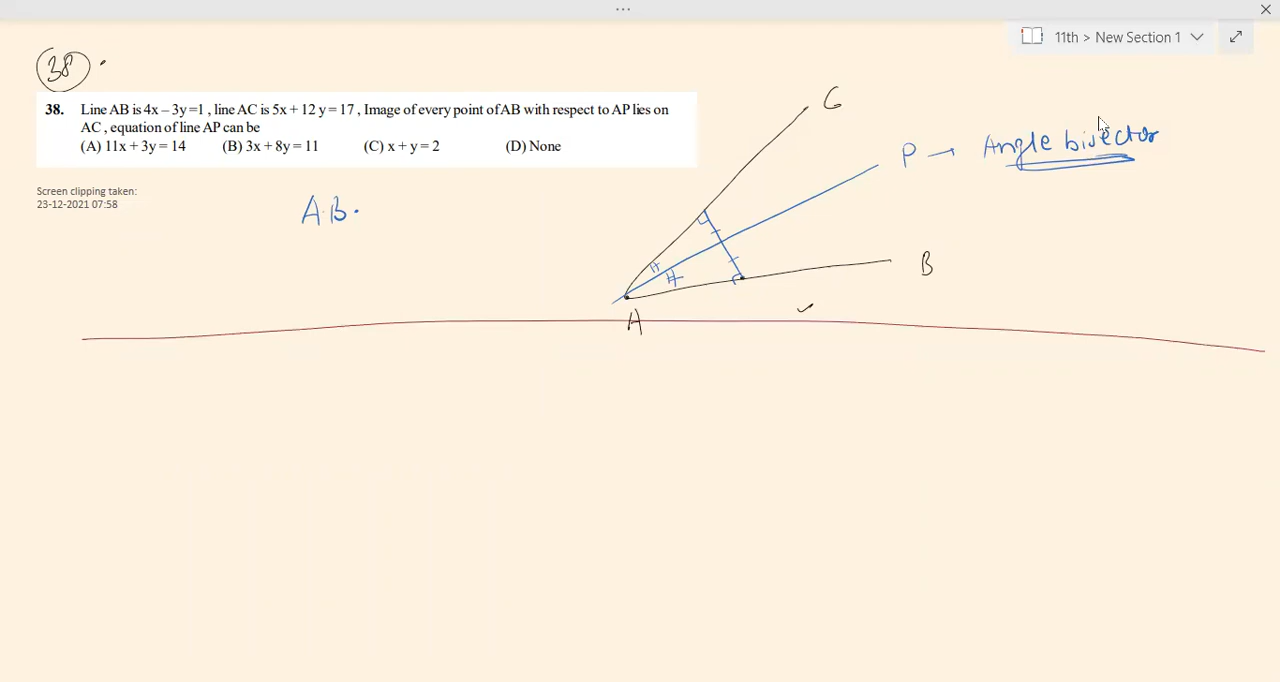 11th > New Section 1
38.
38. Line AB is 4x – 3y =1 , line AC is 5x + 12 y = 17 , Image of every point of AB with respect to AP lies on
AC , equation of line AP can be
(A) 11x + 3y = 14 (B) 3x + 8y = 11 (C) x + y = 2 (D) None
Screen clipping taken:
23-12-2021 07:58
A.B.
C
P → Angle bisector
B
A